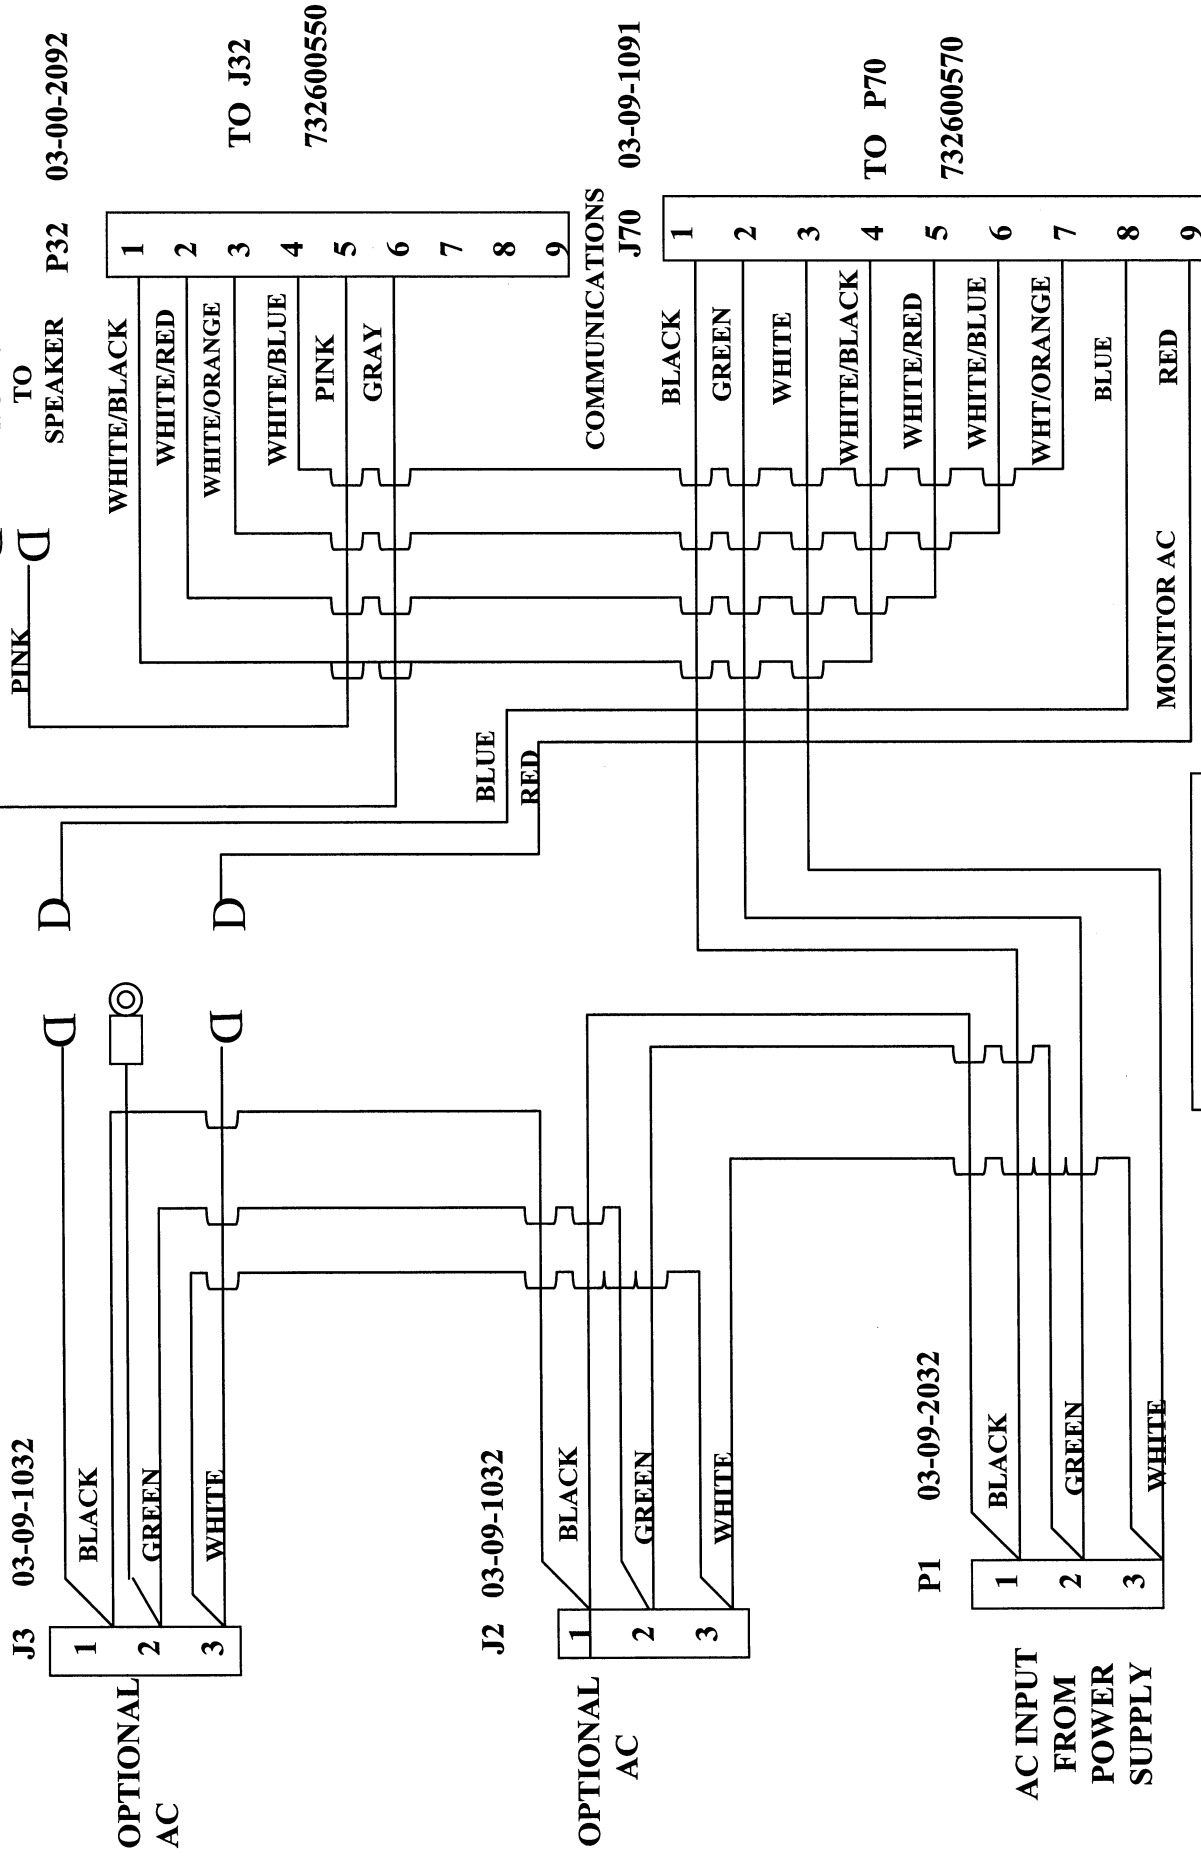 J3 03-09-1032
1
2
3
BLACK
GREEN
WHITE
OPTIONAL
AC
D
D
D
D
PINK
D
TO
SPEAKER
P32 03-00-2092
WHITE/BLACK
WHITE/RED
WHITE/ORANGE
WHITE/BLUE
PINK
GRAY
1
2
3
4
5
6
7
8
9
TO J32
732600550
J2 03-09-1032
1
2
3
BLACK
GREEN
WHITE
OPTIONAL
AC
BLUE
RED
COMMUNICATIONS
J70 03-09-1091
BLACK
GREEN
WHITE
WHITE/BLACK
WHITE/RED
WHITE/BLUE
WHT/ORANGE
BLUE
RED
1
2
3
4
5
6
7
8
9
TO P70
732600570
MONITOR AC
P1 03-09-2032
1
2
3
BLACK
GREEN
WHITE
AC INPUT
FROM
POWER
SUPPLY